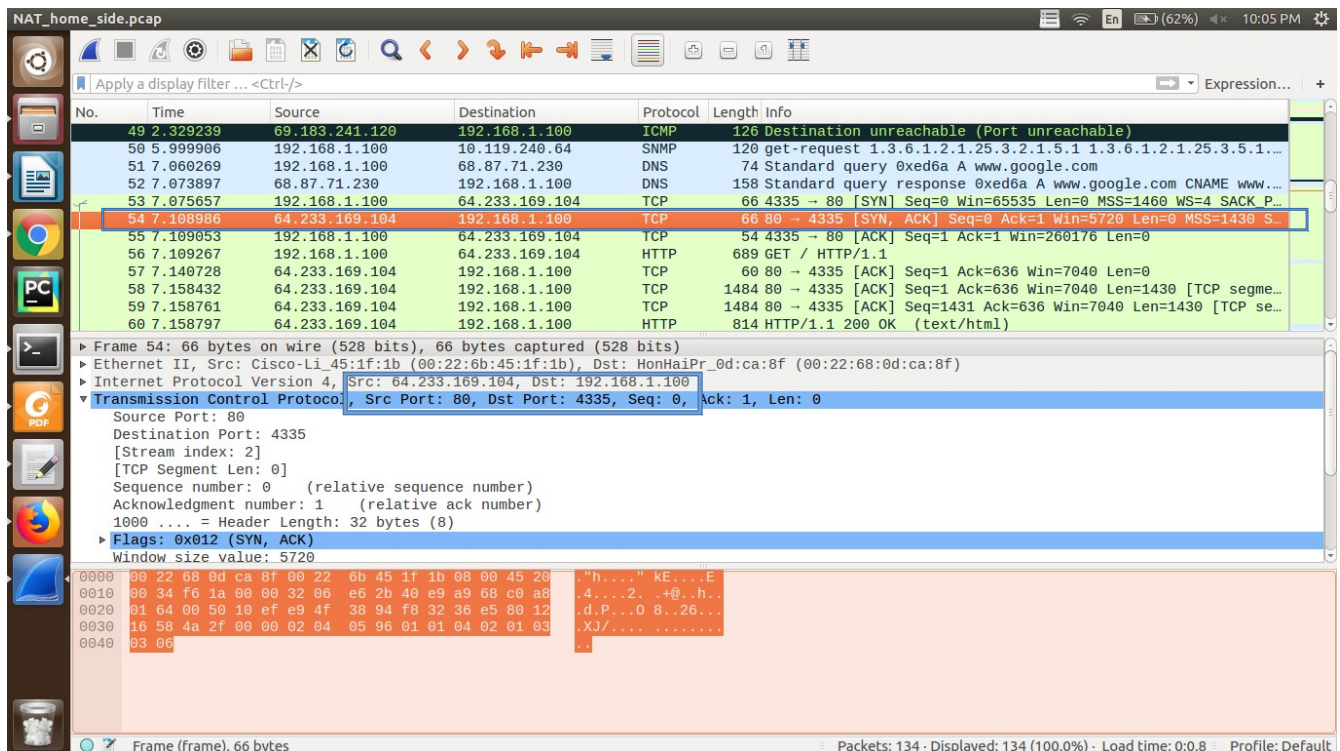 NAT_home_side.pcap En (62%) 10:05 PM
Apply a display filter … <Ctrl-/> Expression… +
No. Time Source Destination Protocol Length Info
49 2.329239 69.183.241.120 192.168.1.100 ICMP 126 Destination unreachable (Port unreachable)
50 5.999906 192.168.1.100 10.119.240.64 SNMP 120 get-request 1.3.6.1.2.1.25.3.2.1.5.1 1.3.6.1.2.1.25.3.5.1.…
51 7.060269 192.168.1.100 68.87.71.230 DNS 74 Standard query 0xed6a A www.google.com
52 7.073897 68.87.71.230 192.168.1.100 DNS 158 Standard query response 0xed6a A www.google.com CNAME www.…
53 7.075657 192.168.1.100 64.233.169.104 TCP 66 4335 → 80 [SYN] Seq=0 Win=65535 Len=0 MSS=1460 WS=4 SACK_P…
54 7.108986 64.233.169.104 192.168.1.100 TCP 66 80 → 4335 [SYN, ACK] Seq=0 Ack=1 Win=5720 Len=0 MSS=1430 S…
55 7.109053 192.168.1.100 64.233.169.104 TCP 54 4335 → 80 [ACK] Seq=1 Ack=1 Win=260176 Len=0
56 7.109267 192.168.1.100 64.233.169.104 HTTP 689 GET / HTTP/1.1
57 7.140728 64.233.169.104 192.168.1.100 TCP 60 80 → 4335 [ACK] Seq=1 Ack=636 Win=7040 Len=0
58 7.158432 64.233.169.104 192.168.1.100 TCP 1484 80 → 4335 [ACK] Seq=1 Ack=636 Win=7040 Len=1430 [TCP segme…
59 7.158761 64.233.169.104 192.168.1.100 TCP 1484 80 → 4335 [ACK] Seq=1431 Ack=636 Win=7040 Len=1430 [TCP se…
60 7.158797 64.233.169.104 192.168.1.100 HTTP 814 HTTP/1.1 200 OK (text/html)
Frame 54: 66 bytes on wire (528 bits), 66 bytes captured (528 bits)
Ethernet II, Src: Cisco-Li_45:1f:1b (00:22:6b:45:1f:1b), Dst: HonHaiPr_0d:ca:8f (00:22:68:0d:ca:8f)
Internet Protocol Version 4, Src: 64.233.169.104, Dst: 192.168.1.100
Transmission Control Protocol, Src Port: 80, Dst Port: 4335, Seq: 0, Ack: 1, Len: 0
Source Port: 80
Destination Port: 4335
[Stream index: 2]
[TCP Segment Len: 0]
Sequence number: 0 (relative sequence number)
Acknowledgment number: 1 (relative ack number)
1000 .... = Header Length: 32 bytes (8)
Flags: 0x012 (SYN, ACK)
Window size value: 5720
0000 00 22 68 0d ca 8f 00 22 6b 45 1f 1b 08 00 45 20 ."h...." kE....E
0010 00 34 f6 1a 00 00 32 06 e6 2b 40 e9 a9 68 c0 a8 .4....2. .+@..h..
0020 01 64 00 50 10 ef e9 4f 38 94 f8 32 36 e5 80 12 .d.P...O 8..26...
0030 16 58 4a 2f 00 00 02 04 05 96 01 01 04 02 01 03 .XJ/.... ........
0040 03 06 ..
PC
PDF
Frame (frame), 66 bytes Packets: 134 · Displayed: 134 (100.0%) · Load time: 0:0.8 Profile: Default